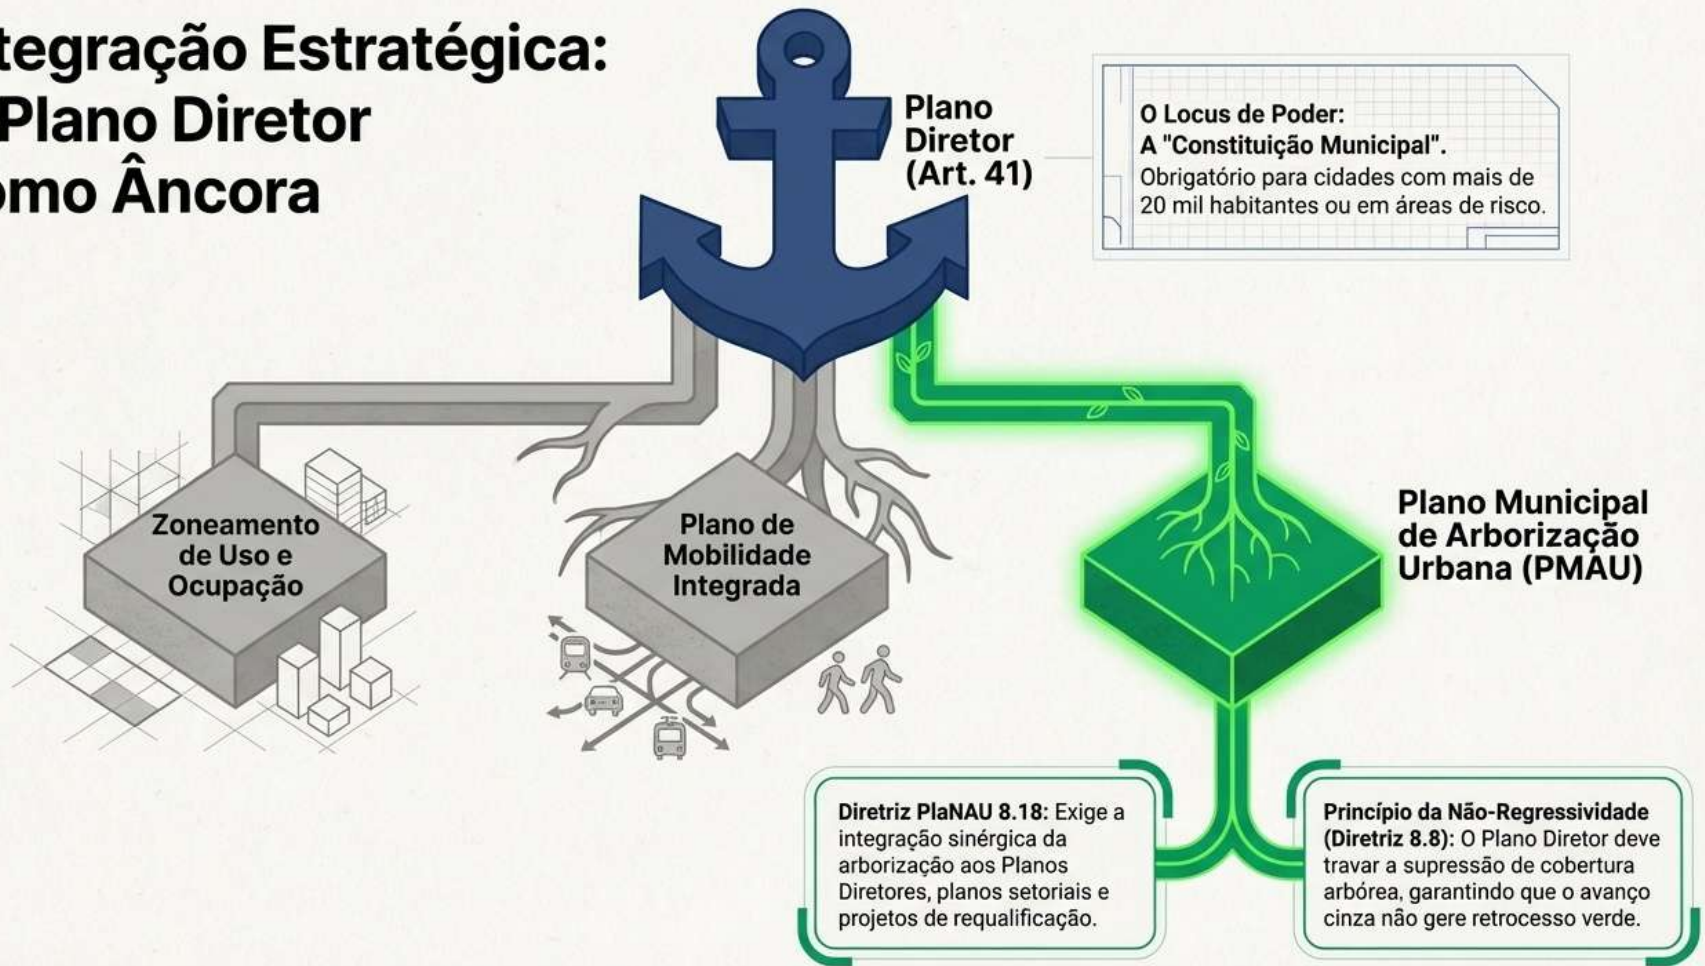 tegração Estratégica:
Plano Diretor
omo Âncora
Plano
Diretor
(Art. 41)
O Locus de Poder:
A "Constituição Municipal".
Obrigatório para cidades com mais de
20 mil habitantes ou em áreas de risco.
Zoneamento
de Uso e
Ocupação
Plano de
Mobilidade
Integrada
Plano Municipal
de Arborização
Urbana (PMAU)
Diretriz PlaNAU 8.18: Exige a
integração sinérgica da
arborização aos Planos
Diretores, planos setoriais e
projetos de requalificação.
Princípio da Não-Regressividade
(Diretriz 8.8): O Plano Diretor deve
travar a supressão de cobertura
arbórea, garantindo que o avanço
cinza não gere retrocesso verde.